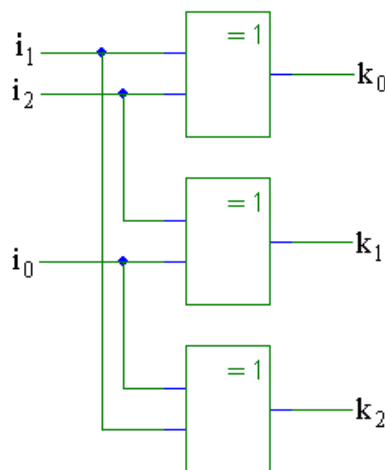 i1
= 1
k0
i2
= 1
k1
i0
= 1
k2